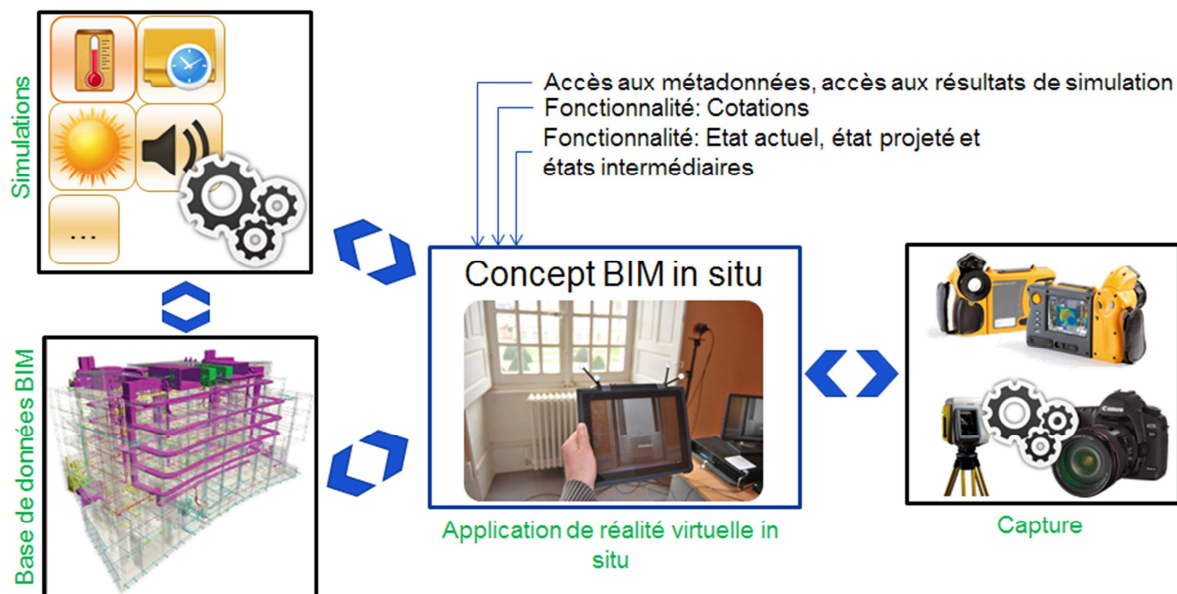 Simulations
...
Base de données BIM
Accès aux métadonnées, accès aux résultats de simulation
Fonctionnalité: Cotations
Fonctionnalité: Etat actuel, état projeté et
états intermédiaires
Concept BIM in situ
Application de réalité virtuelle in
situ
Canon
Capture